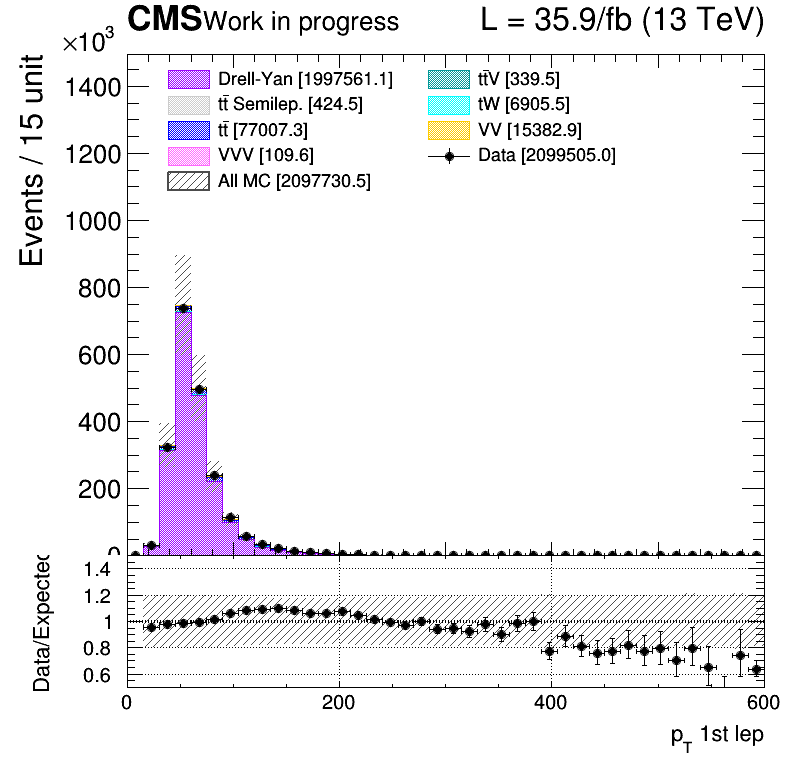 CMS Work in progress L = 35.9/fb (13 TeV)
×10³
Events / 15 unit
1400
1200
1000
800
600
400
200
0
Drell-Yan [1997561.1]
tt̄ Semilep. [424.5]
tt̄ [77007.3]
VVV [109.6]
All MC [2097730.5]
tt̄V [339.5]
tW [6905.5]
VV [15382.9]
Data [2099505.0]
Data/Expected
1.4
1.2
1
0.8
0.6
0 200 400 600
p_T 1st lep